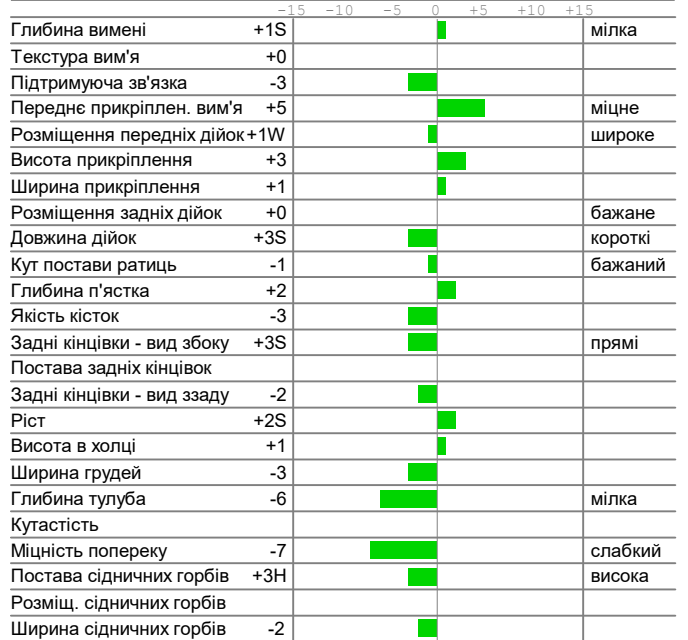 -15 -10 -5 0 +5 +10 +15
Глибина вимені +1S мілка
Текстура вим'я +0
Підтримуюча зв'язка -3
Переднє прикріплен. вим'я +5 міцне
Розміщення передніх дійок +1W широке
Висота прикріплення +3
Ширина прикріплення +1
Розміщення задніх дійок +0 бажане
Довжина дійок +3S короткі
Кут постави ратиць -1 бажаний
Глибина п'ястка +2
Якість кісток -3
Задні кінцівки - вид збоку +3S прямі
Постава задніх кінцівок
Задні кінцівки - вид ззаду -2
Ріст +2S
Висота в холці +1
Ширина грудей -3
Глибина тулуба -6 мілка
Кутастість
Міцність попереку -7 слабкий
Постава сідничних горбів +3H висока
Розміщ. сідничних горбів
Ширина сідничних горбів -2